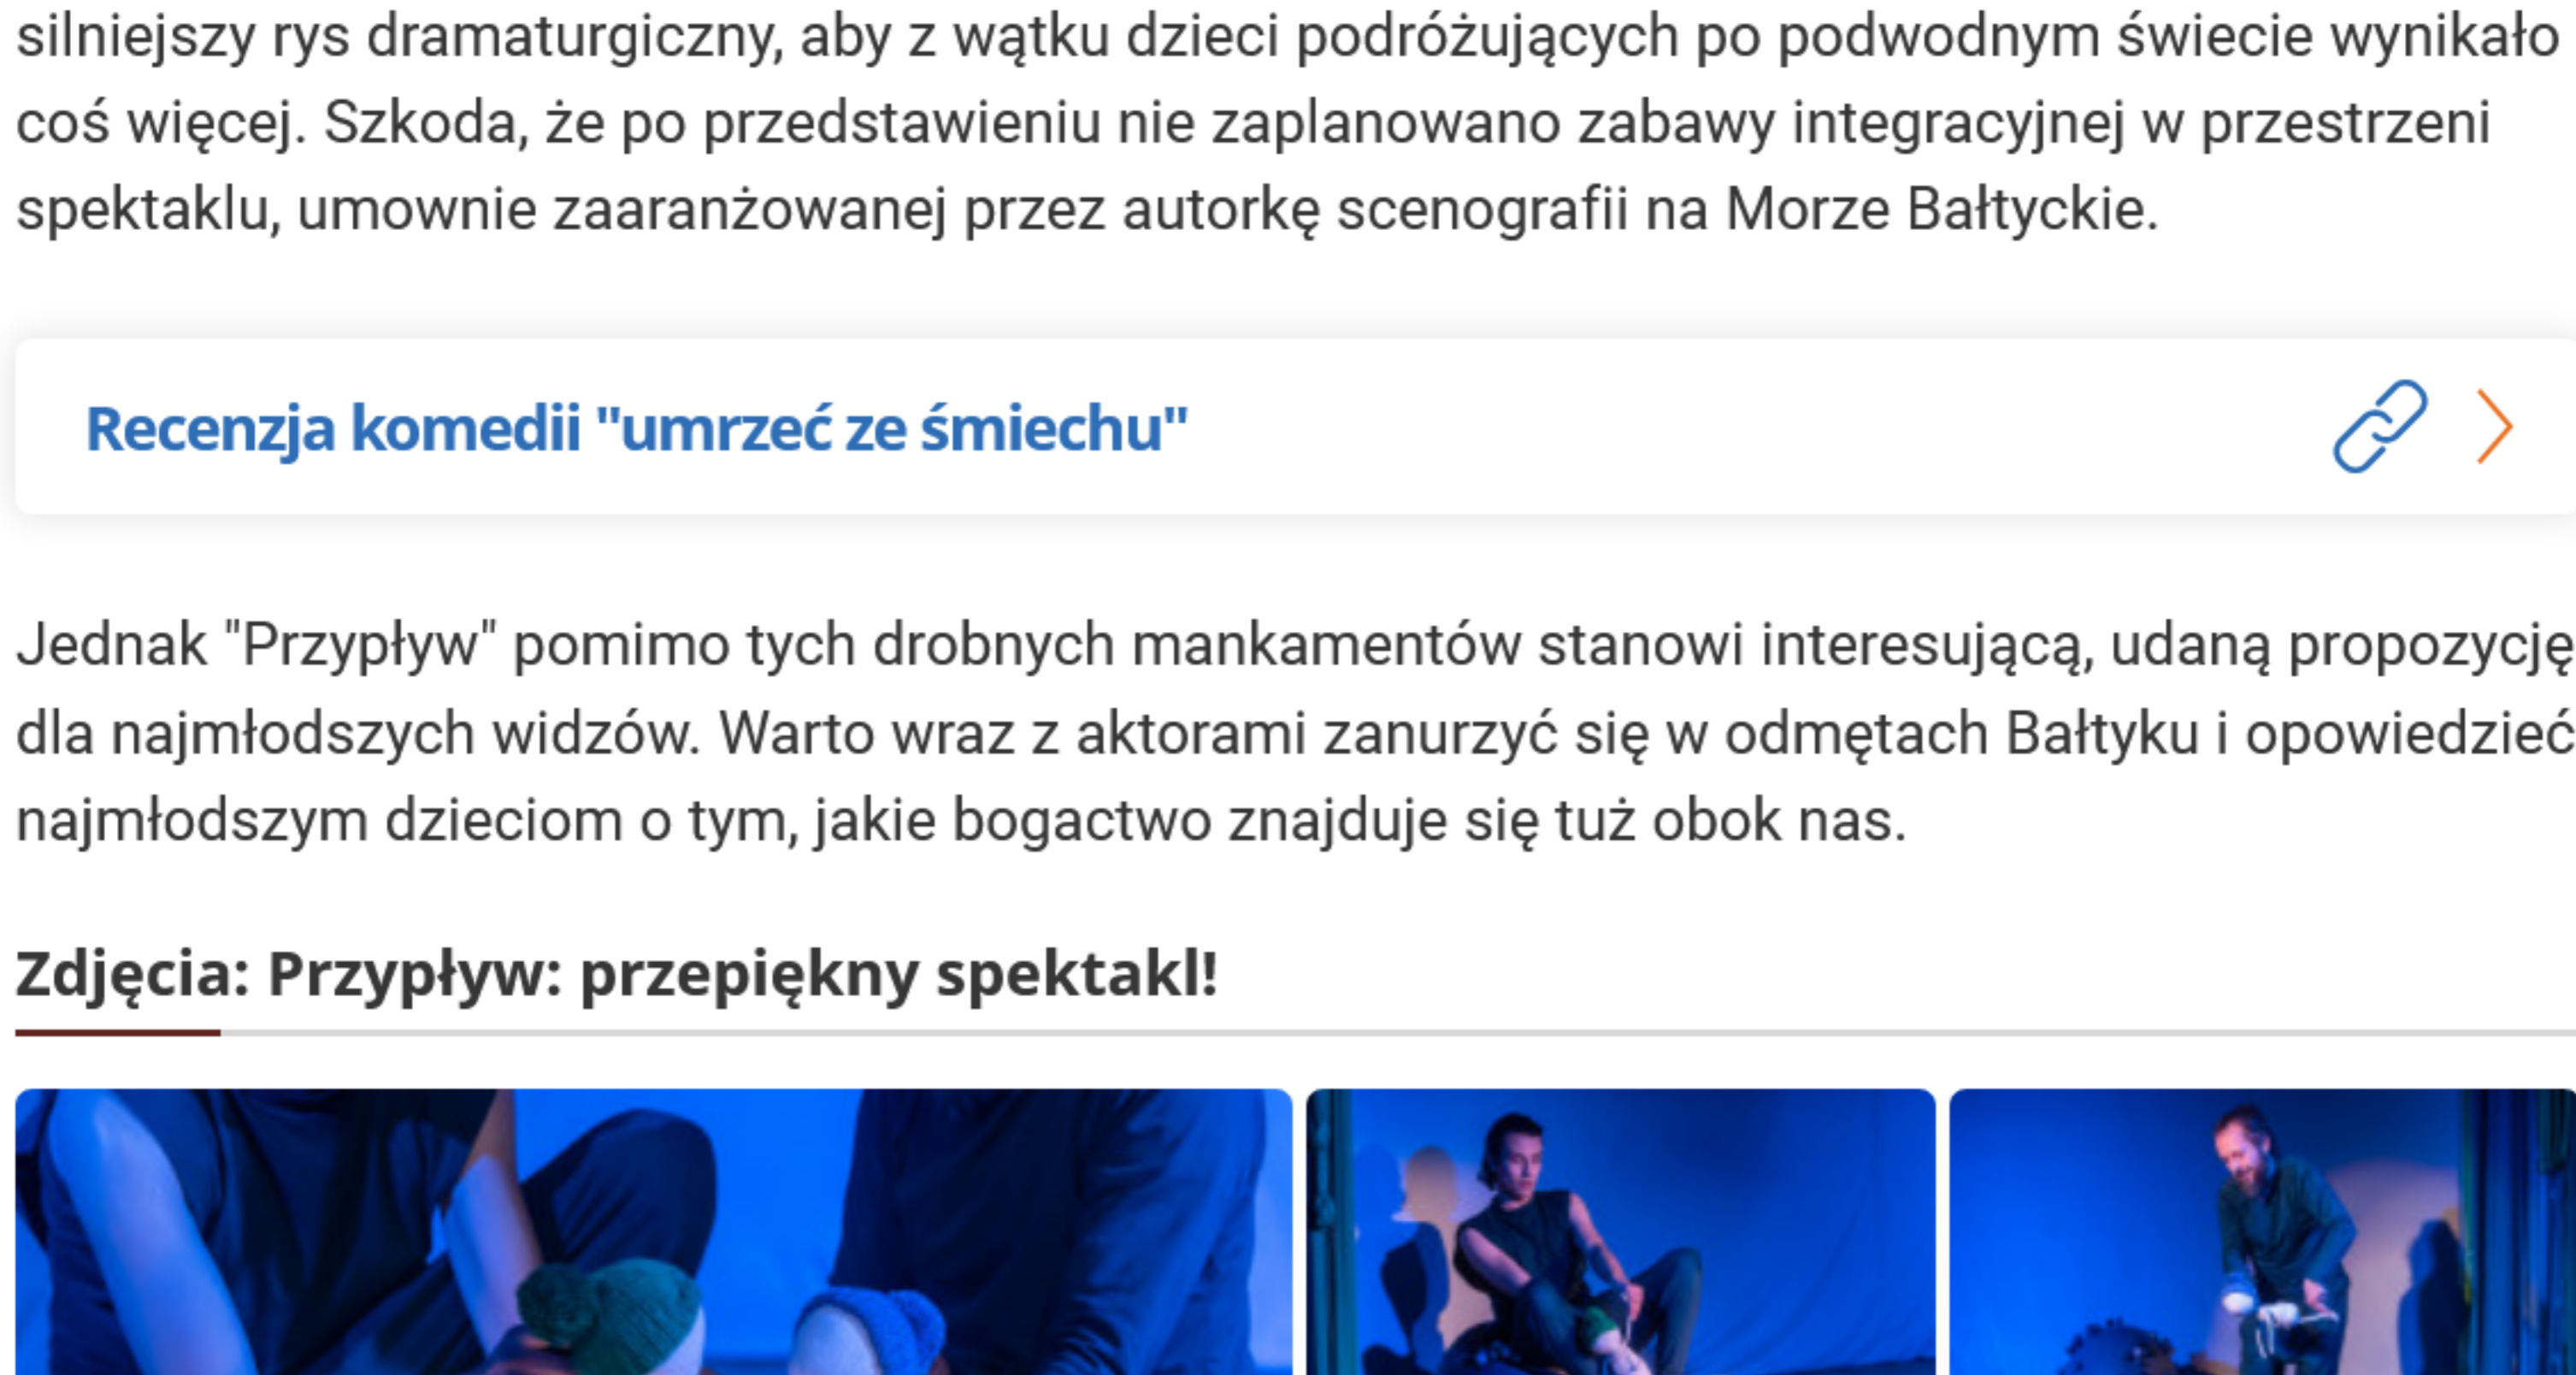 silniejszy rys dramaturgiczny, aby z wątku dzieci podróżujących po podwodnym świecie wynikało
coś więcej. Szkoda, że po przedstawieniu nie zaplanowano zabawy integracyjnej w przestrzeni
spektaklu, umownie zaaranżowanej przez autorkę scenografii na Morze Bałtyckie.
Recenzja komedii "umrzeć ze śmiechu"
Jednak "Przypływ" pomimo tych drobnych mankamentów stanowi interesującą, udaną propozycję
dla najmłodszych widzów. Warto wraz z aktorami zanurzyć się w odmętach Bałtyku i opowiedzieć
najmłodszym dzieciom o tym, jakie bogactwo znajduje się tuż obok nas.
Zdjęcia: Przypływ: przepiękny spektakl!